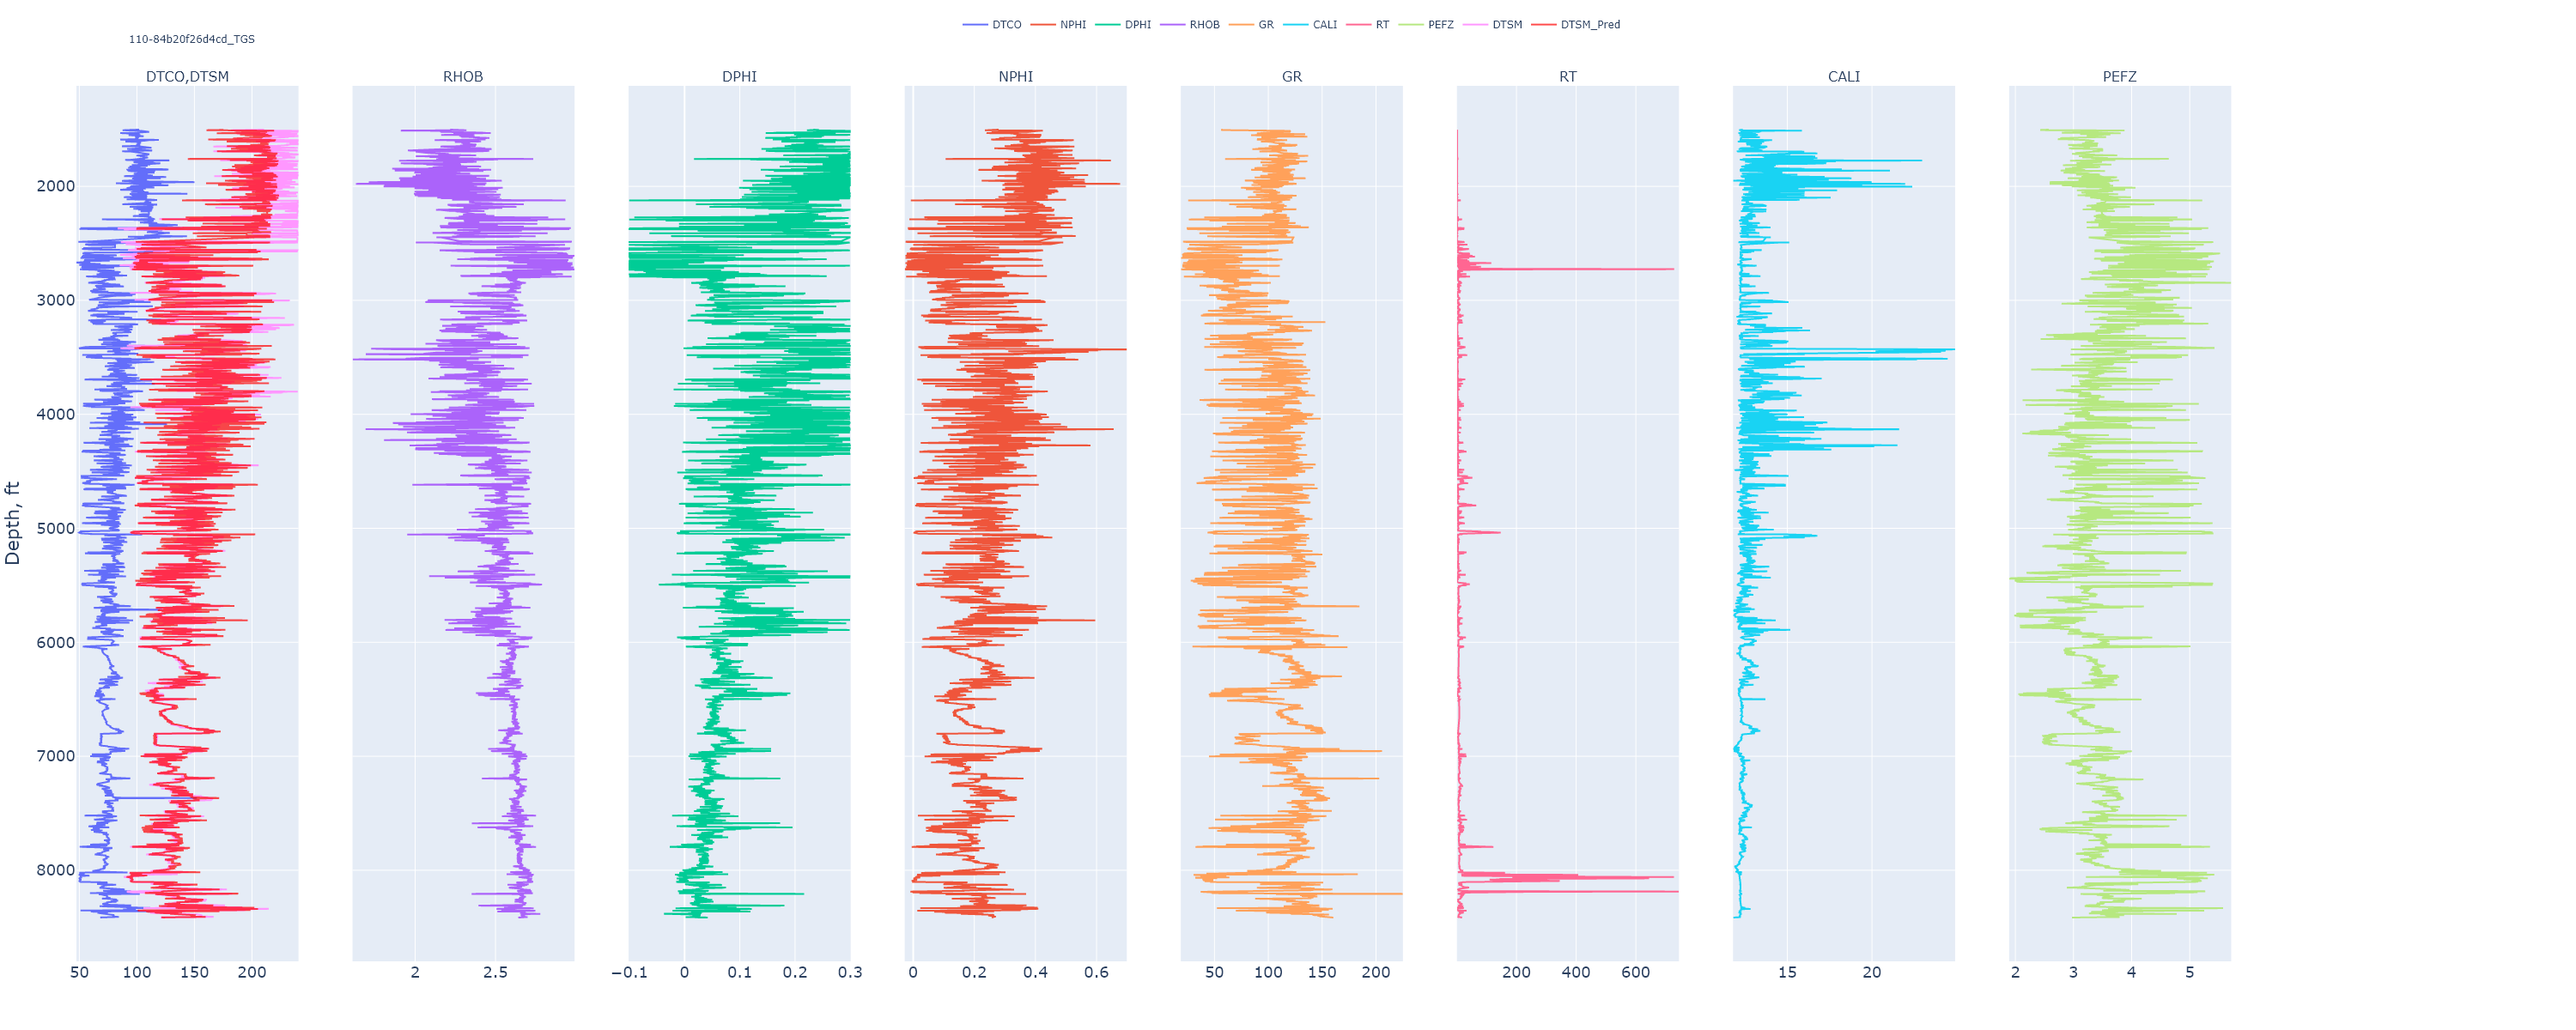 DTCO NPHI DPHI RHOB GR CALI RT PEFZ DTSM DTSM_Pred
110-84b20f26d4cd_TGS
DTCO,DTSM RHOB DPHI NPHI GR RT CALI PEFZ
Depth, ft
2000
3000
4000
5000
6000
7000
8000
50 100 150 200 2 2.5 −0.1 0 0.1 0.2 0.3 0 0.2 0.4 0.6 50 100 150 200 200 400 600 15 20 2 3 4 5